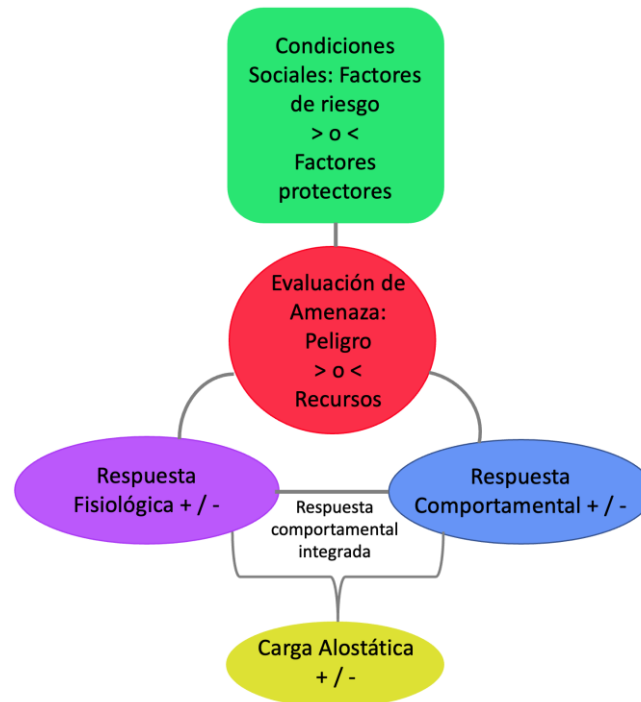 Condiciones
Sociales: Factores
de riesgo
> o <
Factores
protectores
Evaluación de
Amenaza:
Peligro
> o <
Recursos
Respuesta
Fisiológica + / -
Respuesta
Comportamental + / -
Respuesta
comportamental
integrada
Carga Alostática
+ / -